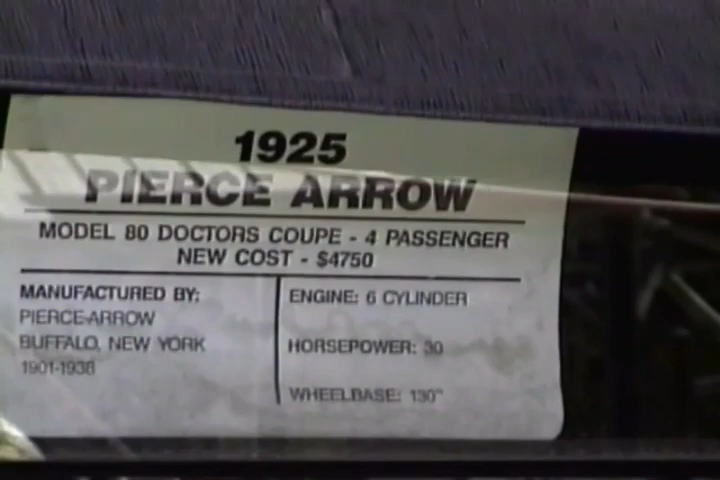 1925
PIERCE ARROW
MODEL 80 DOCTORS COUPE - 4 PASSENGER
NEW COST - $4750
MANUFACTURED BY:
PIERCE-ARROW
BUFFALO, NEW YORK
1901-1938
ENGINE: 6 CYLINDER
HORSEPOWER: 30
WHEELBASE: 130"